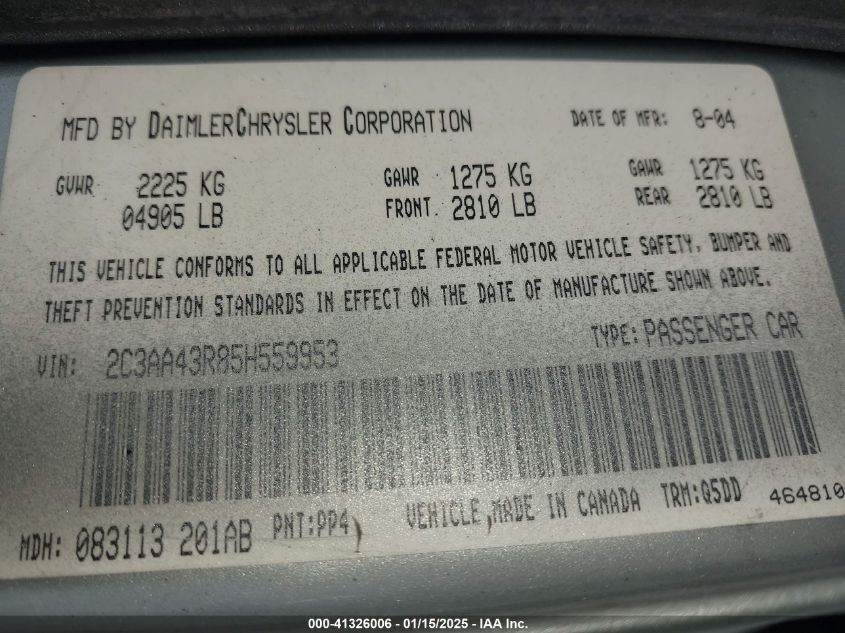 MFD BY DAIMLERCHRYSLER CORPORATION DATE OF MFR: 8-04
GVWR 2225 KG GAWR 1275 KG GAWR 1275 KG
04905 LB FRONT 2810 LB REAR 2810 LB
THIS VEHICLE CONFORMS TO ALL APPLICABLE FEDERAL MOTOR VEHICLE SAFETY, BUMPER AND
THEFT PREVENTION STANDARDS IN EFFECT ON THE DATE OF MANUFACTURE SHOWN ABOVE.
VIN: 2C3AA43R85H559953 TYPE: PASSENGER CAR
MDH: 083113 201AB PNT:PP4 VEHICLE MADE IN CANADA TRM:Q5DD 464810
000-41326006 / 01/15/2025 - IAA Inc.